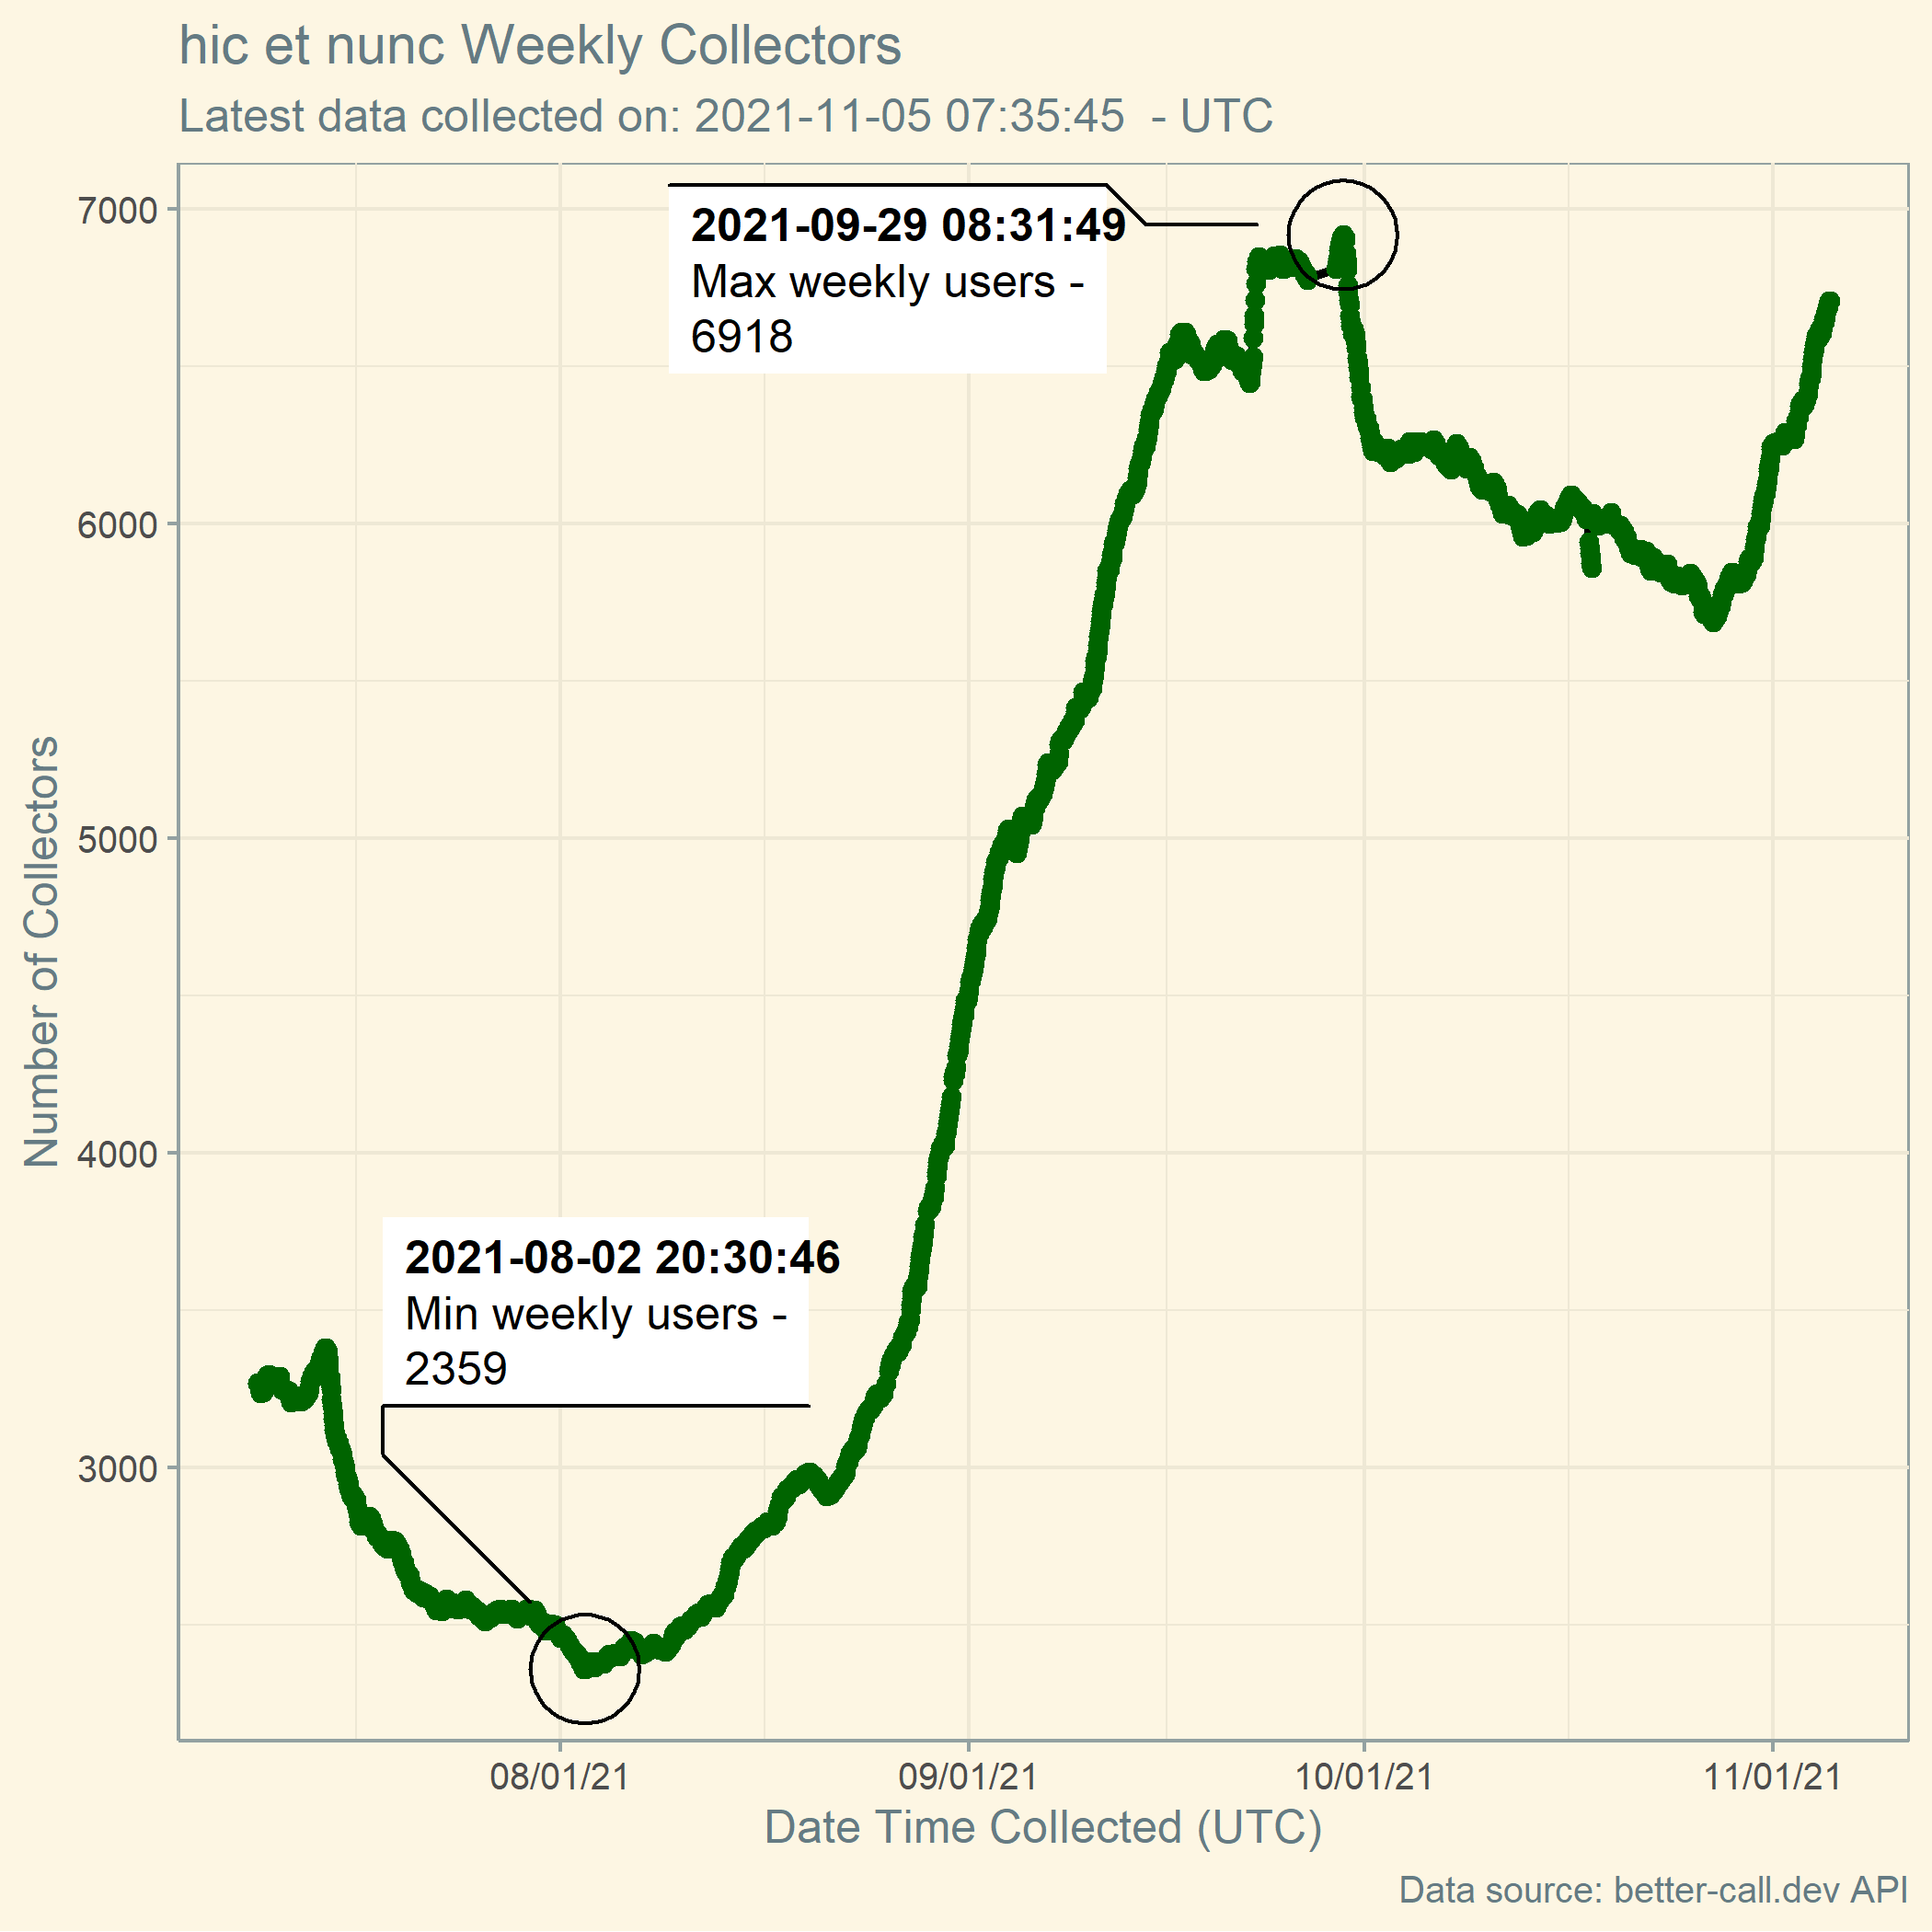 hic et nunc Weekly Collectors
Latest data collected on: 2021-11-05 07:35:45  - UTC
7000
6000
5000
4000
3000
Number of Collectors
2021-09-29 08:31:49
Max weekly users -
6918
2021-08-02 20:30:46
Min weekly users -
2359
08/01/21
09/01/21
10/01/21
11/01/21
Date Time Collected (UTC)
Data source: better-call.dev API